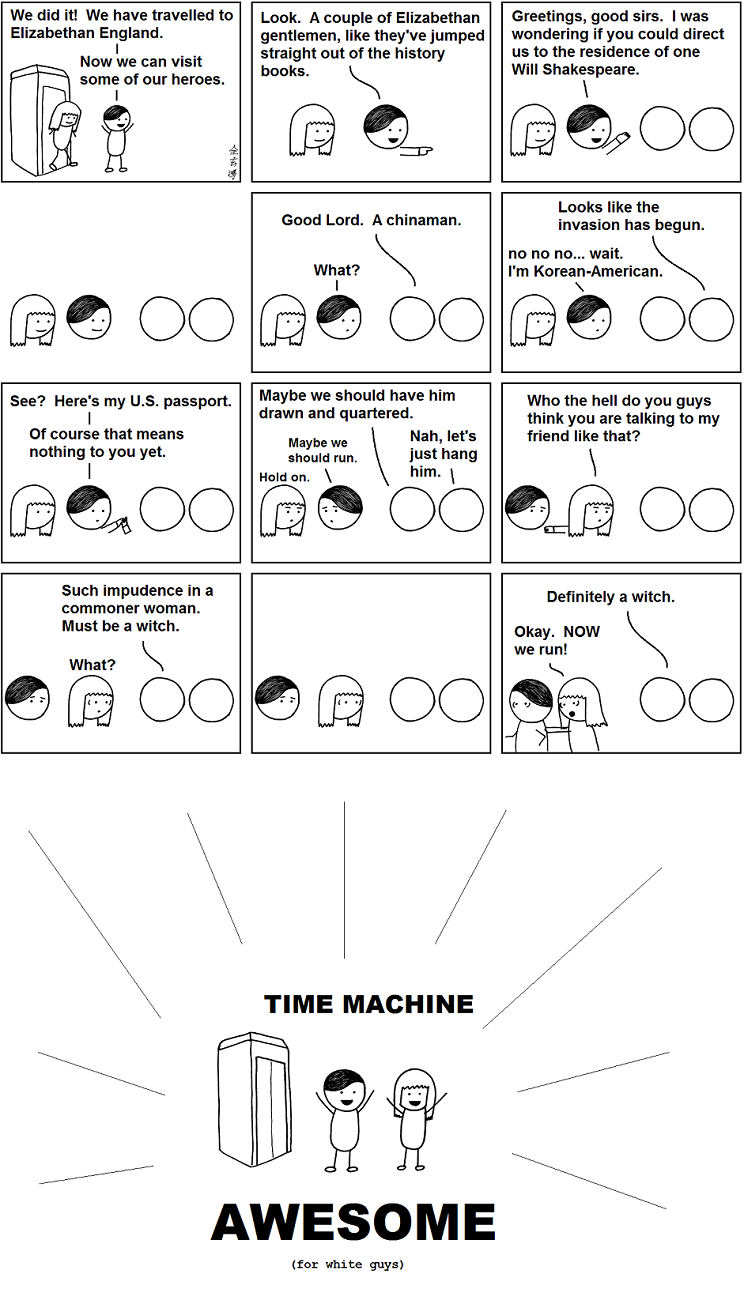 We did it!  We have travelled to
Elizabethan England.
Now we can visit
some of our heroes.
Look.  A couple of Elizabethan
gentlemen, like they've jumped
straight out of the history
books.
Greetings, good sirs.  I was
wondering if you could direct
us to the residence of one
Will Shakespeare.
Good Lord.  A chinaman.
What?
Looks like the
invasion has begun.
no no no... wait.
I'm Korean-American.
See?  Here's my U.S. passport.
Of course that means
nothing to you yet.
Maybe we should have him
drawn and quartered.
Maybe we
should run.
Hold on.
Nah, let's
just hang
him.
Who the hell do you guys
think you are talking to my
friend like that?
Such impudence in a
commoner woman.
Must be a witch.
What?
Definitely a witch.
Okay.  NOW
we run!
TIME MACHINE
AWESOME
(for white guys)